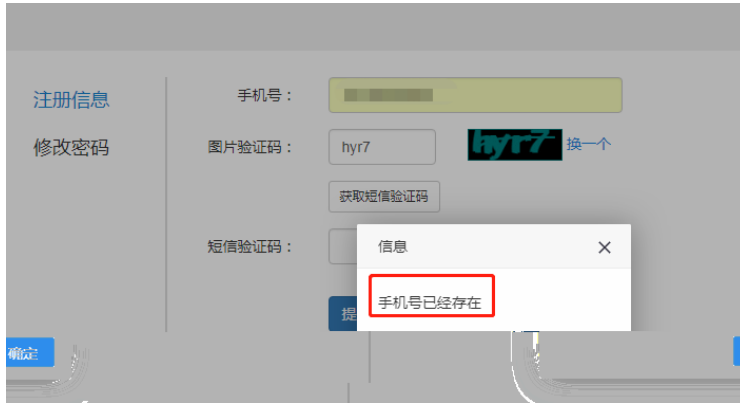 注册信息
手机号：
修改密码
图片验证码：
hyr7
hyr7
换一个
获取短信验证码
短信验证码：
信息
手机号已经存在
提
确定